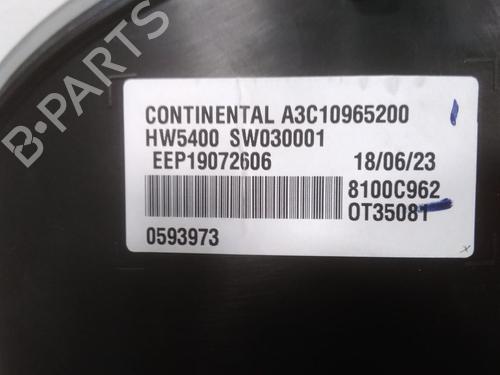 CONTINENTAL A3C10965200
HW5400 SW030001
EEP19072606 18/06/23
8100C962
OT35081
0593973
B-PARTS